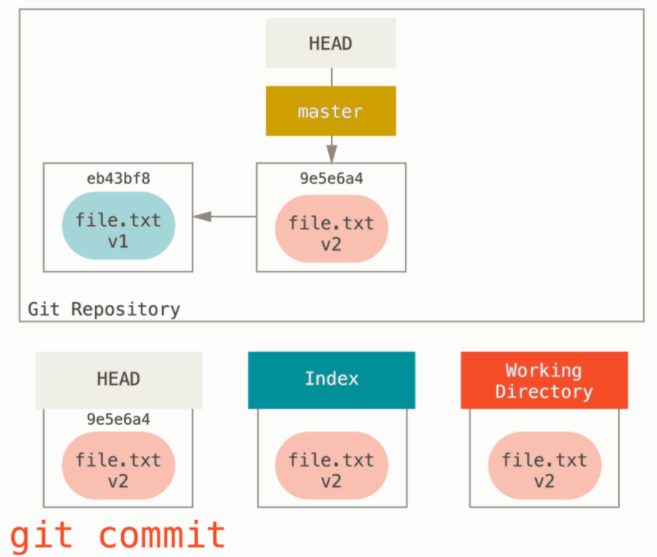 HEAD
master
eb43bf8
9e5e6a4
file.txt
v1
file.txt
v2
Git Repository
HEAD
Index
Working
Directory
9e5e6a4
file.txt
v2
file.txt
v2
file.txt
v2
git commit